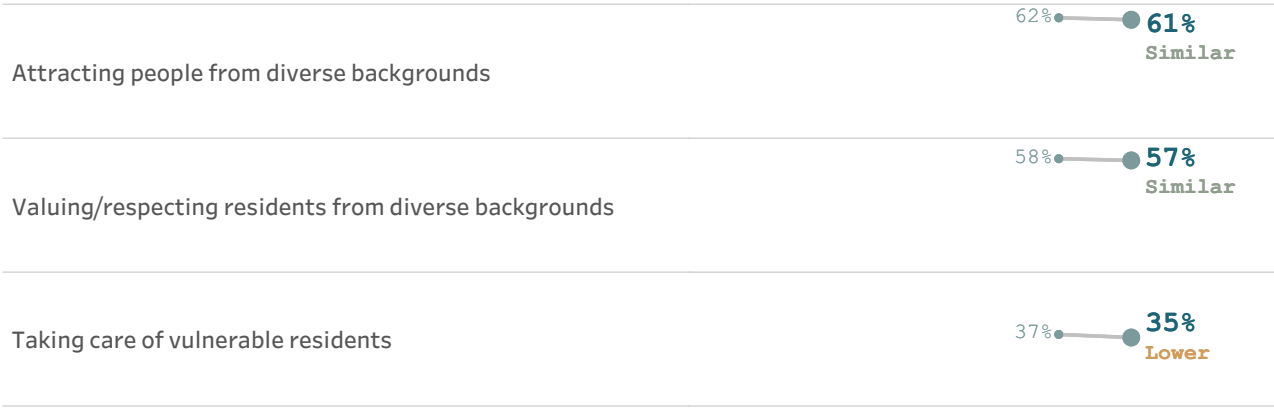 62% 61%
Similar
Attracting people from diverse backgrounds
58% 57%
Similar
Valuing/respecting residents from diverse backgrounds
35%
37%
Taking care of vulnerable residents
Lower